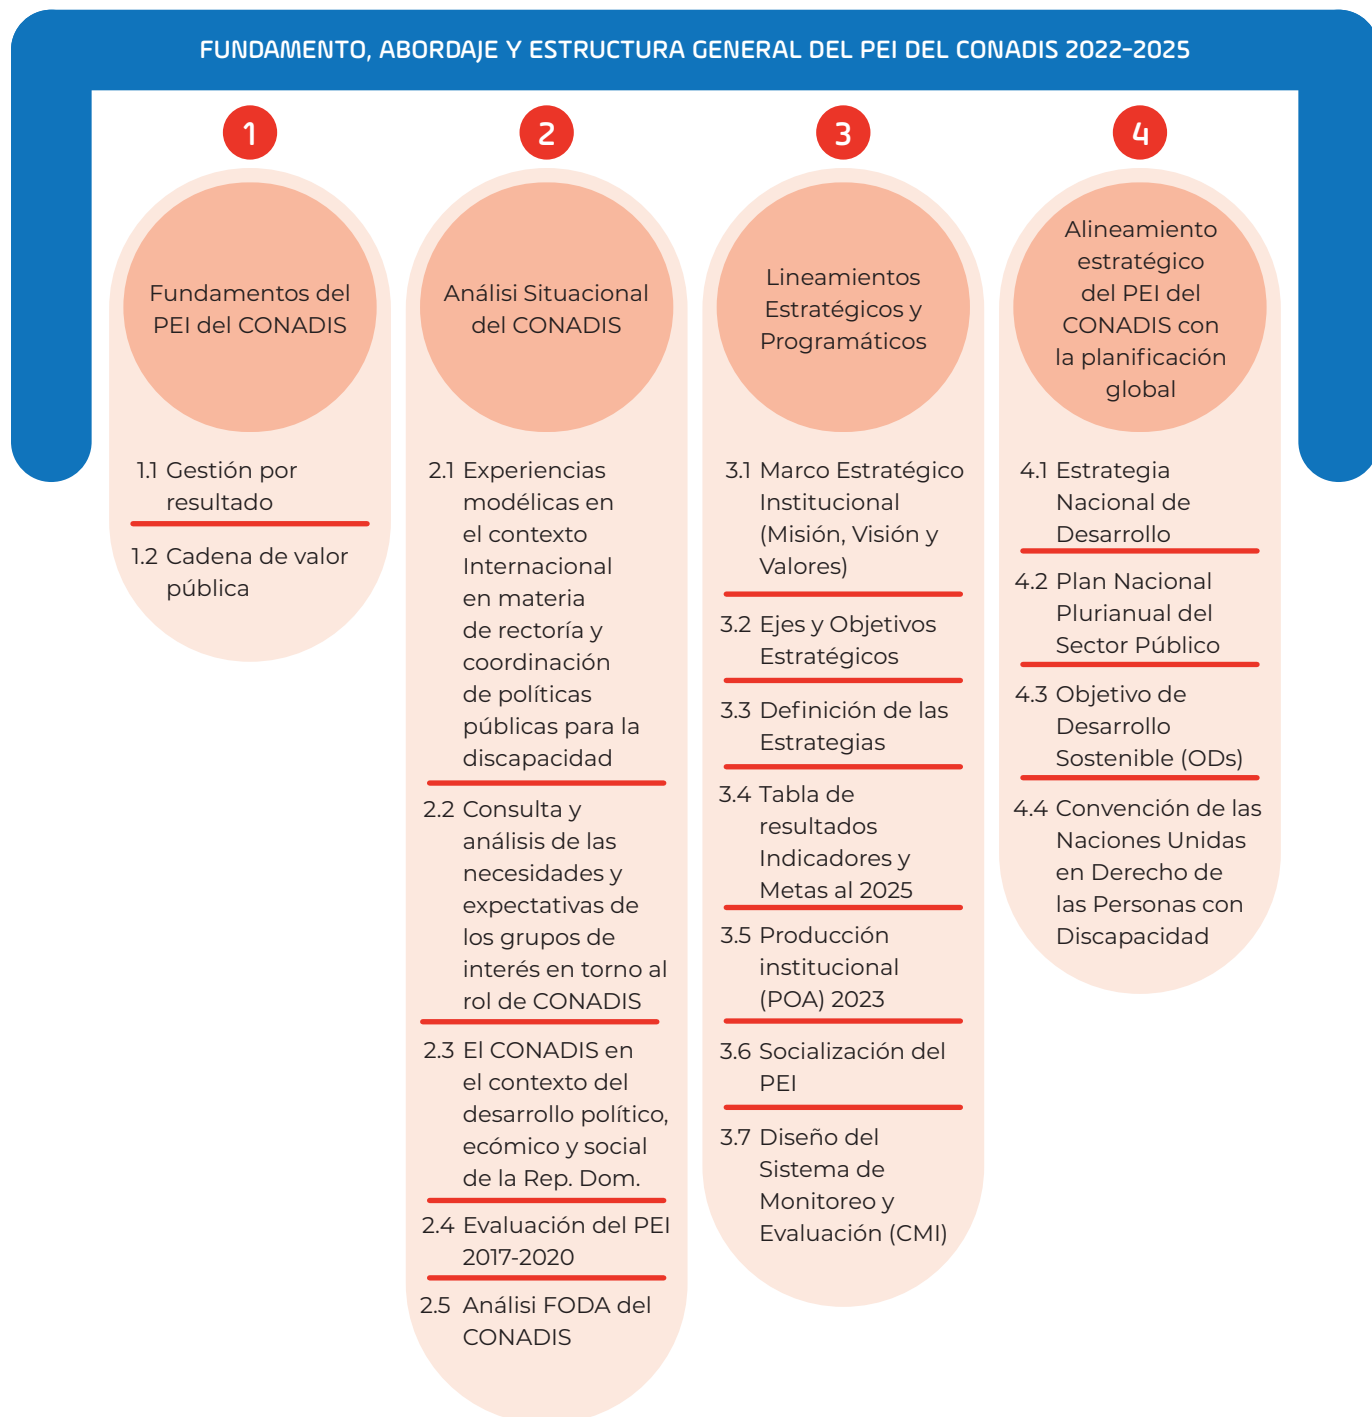 FUNDAMENTO, ABORDAJE Y ESTRUCTURA GENERAL DEL PEI DEL CONADIS 2022-2025
1
Fundamentos del
PEI del CONADIS
1.1 Gestión por
resultado
1.2 Cadena de valor
pública
2
Análisi Situacional
del CONADIS
2.1 Experiencias
modélicas en
el contexto
Internacional
en materia
de rectoría y
coordinación
de políticas
públicas para la
discapacidad
2.2 Consulta y
análisis de las
necesidades y
expectativas de
los grupos de
interés en torno al
rol de CONADIS
2.3 El CONADIS en
el contexto del
desarrollo político,
ecómico y social
de la Rep. Dom.
2.4 Evaluación del PEI
2017-2020
2.5 Análisi FODA del
CONADIS
3
Lineamientos
Estratégicos y
Programáticos
3.1 Marco Estratégico
Institucional
(Misión, Visión y
Valores)
3.2 Ejes y Objetivos
Estratégicos
3.3 Definición de las
Estrategias
3.4 Tabla de
resultados
Indicadores y
Metas al 2025
3.5 Producción
institucional
(POA) 2023
3.6 Socialización del
PEI
3.7 Diseño del
Sistema de
Monitoreo y
Evaluación (CMI)
4
Alineamiento
estratégico
del PEI del
CONADIS con
la planificación
global
4.1 Estrategia
Nacional de
Desarrollo
4.2 Plan Nacional
Plurianual del
Sector Público
4.3 Objetivo de
Desarrollo
Sostenible (ODs)
4.4 Convención de las
Naciones Unidas
en Derecho de
las Personas con
Discapacidad